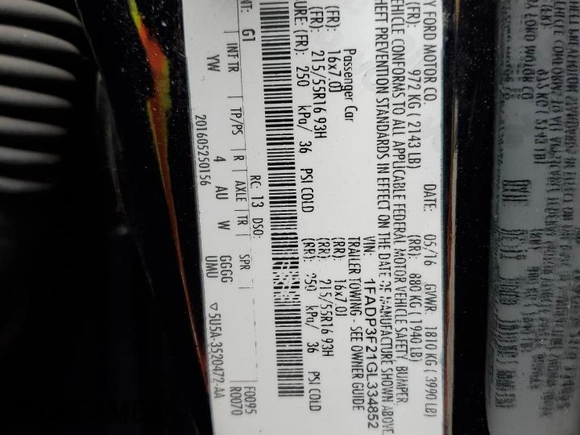 Y FORD MOTOR CO.
DATE: 05/16 GVWR: 1810 KG ( 3990 LB)
(FR): 972 KG ( 2143 LB) (RR): 880 KG ( 1940 LB)
EHICLE CONFORMS TO ALL APPLICABLE FEDERAL MOTOR VEHICLE SAFETY, BUMPER
HEFT PREVENTION STANDARDS IN EFFECT ON THE DATE OF MANUFACTURE SHOWN ABOVE.
VIN: 1FADP3F21GL334852
Passenger Car TRAILER TOWING - SEE OWNER GUIDE
(FR): 16x7.0J (RR): 16x7.0J
(FR): 215/55R16 93H (RR): 215/55R16 93H
URE: (FR): 250 kPa/ 36 PSI COLD (RR): 250 kPa/ 36 PSI COLD
NT: G1 RC: 13 DSO: F0095
INT TR TP/PS R AXLE TR SPR R0070
YW 4 AU W GGGG
UMU
201605250156 5U5A-3520472-AA